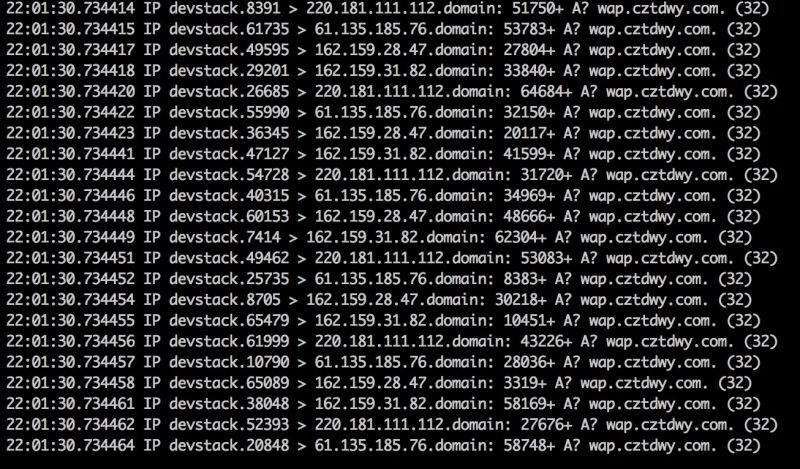 22:01:30.734414 IP devstack.8391 > 220.181.111.112.domain: 51750+ A? wap.cztdwy.com. (32)
22:01:30.734415 IP devstack.61735 > 61.135.185.76.domain: 53783+ A? wap.cztdwy.com. (32)
22:01:30.734417 IP devstack.49595 > 162.159.28.47.domain: 27804+ A? wap.cztdwy.com. (32)
22:01:30.734418 IP devstack.29201 > 162.159.31.82.domain: 33840+ A? wap.cztdwy.com. (32)
22:01:30.734420 IP devstack.26685 > 220.181.111.112.domain: 64684+ A? wap.cztdwy.com. (32)
22:01:30.734422 IP devstack.55990 > 61.135.185.76.domain: 32150+ A? wap.cztdwy.com. (32)
22:01:30.734423 IP devstack.36345 > 162.159.28.47.domain: 20117+ A? wap.cztdwy.com. (32)
22:01:30.734441 IP devstack.47127 > 162.159.31.82.domain: 41599+ A? wap.cztdwy.com. (32)
22:01:30.734444 IP devstack.54728 > 220.181.111.112.domain: 31720+ A? wap.cztdwy.com. (32)
22:01:30.734446 IP devstack.40315 > 61.135.185.76.domain: 34969+ A? wap.cztdwy.com. (32)
22:01:30.734448 IP devstack.60153 > 162.159.28.47.domain: 48666+ A? wap.cztdwy.com. (32)
22:01:30.734449 IP devstack.7414 > 162.159.31.82.domain: 62304+ A? wap.cztdwy.com. (32)
22:01:30.734451 IP devstack.49462 > 220.181.111.112.domain: 53083+ A? wap.cztdwy.com. (32)
22:01:30.734452 IP devstack.25735 > 61.135.185.76.domain: 8383+ A? wap.cztdwy.com. (32)
22:01:30.734454 IP devstack.8705 > 162.159.28.47.domain: 30218+ A? wap.cztdwy.com. (32)
22:01:30.734455 IP devstack.65479 > 162.159.31.82.domain: 10451+ A? wap.cztdwy.com. (32)
22:01:30.734456 IP devstack.61999 > 220.181.111.112.domain: 43226+ A? wap.cztdwy.com. (32)
22:01:30.734457 IP devstack.10790 > 61.135.185.76.domain: 28036+ A? wap.cztdwy.com. (32)
22:01:30.734458 IP devstack.65089 > 162.159.28.47.domain: 3319+ A? wap.cztdwy.com. (32)
22:01:30.734461 IP devstack.38048 > 162.159.31.82.domain: 58169+ A? wap.cztdwy.com. (32)
22:01:30.734462 IP devstack.52393 > 220.181.111.112.domain: 27676+ A? wap.cztdwy.com. (32)
22:01:30.734464 IP devstack.20848 > 61.135.185.76.domain: 58748+ A? wap.cztdwy.com. (32)